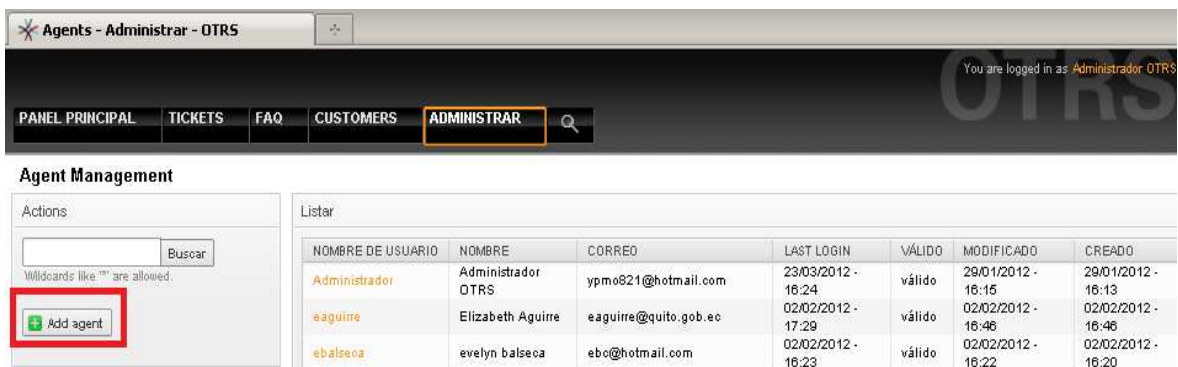 Agents - Administrar - OTRS
OTRS
You are logged in as Administrador OTRS
PANEL PRINCIPAL TICKETS FAQ CUSTOMERS ADMINISTRAR
Agent Management
Actions
Buscar
Wildcards like '*' are allowed.
Add agent
Listar
NOMBRE DE USUARIO NOMBRE CORREO LAST LOGIN VÁLIDO MODIFICADO CREADO
Administrador Administrador OTRS ypmo821@hotmail.com 23/03/2012 - 16:24 válido 29/01/2012 - 16:15 29/01/2012 - 16:13
eaguirre Elizabeth Aguirre eaguirre@quito.gob.ec 02/02/2012 - 17:29 válido 02/02/2012 - 16:46 02/02/2012 - 16:46
ebalseca evelyn balseca ebc@hotmail.com 02/02/2012 - 16:23 válido 02/02/2012 - 16:22 02/02/2012 - 16:20